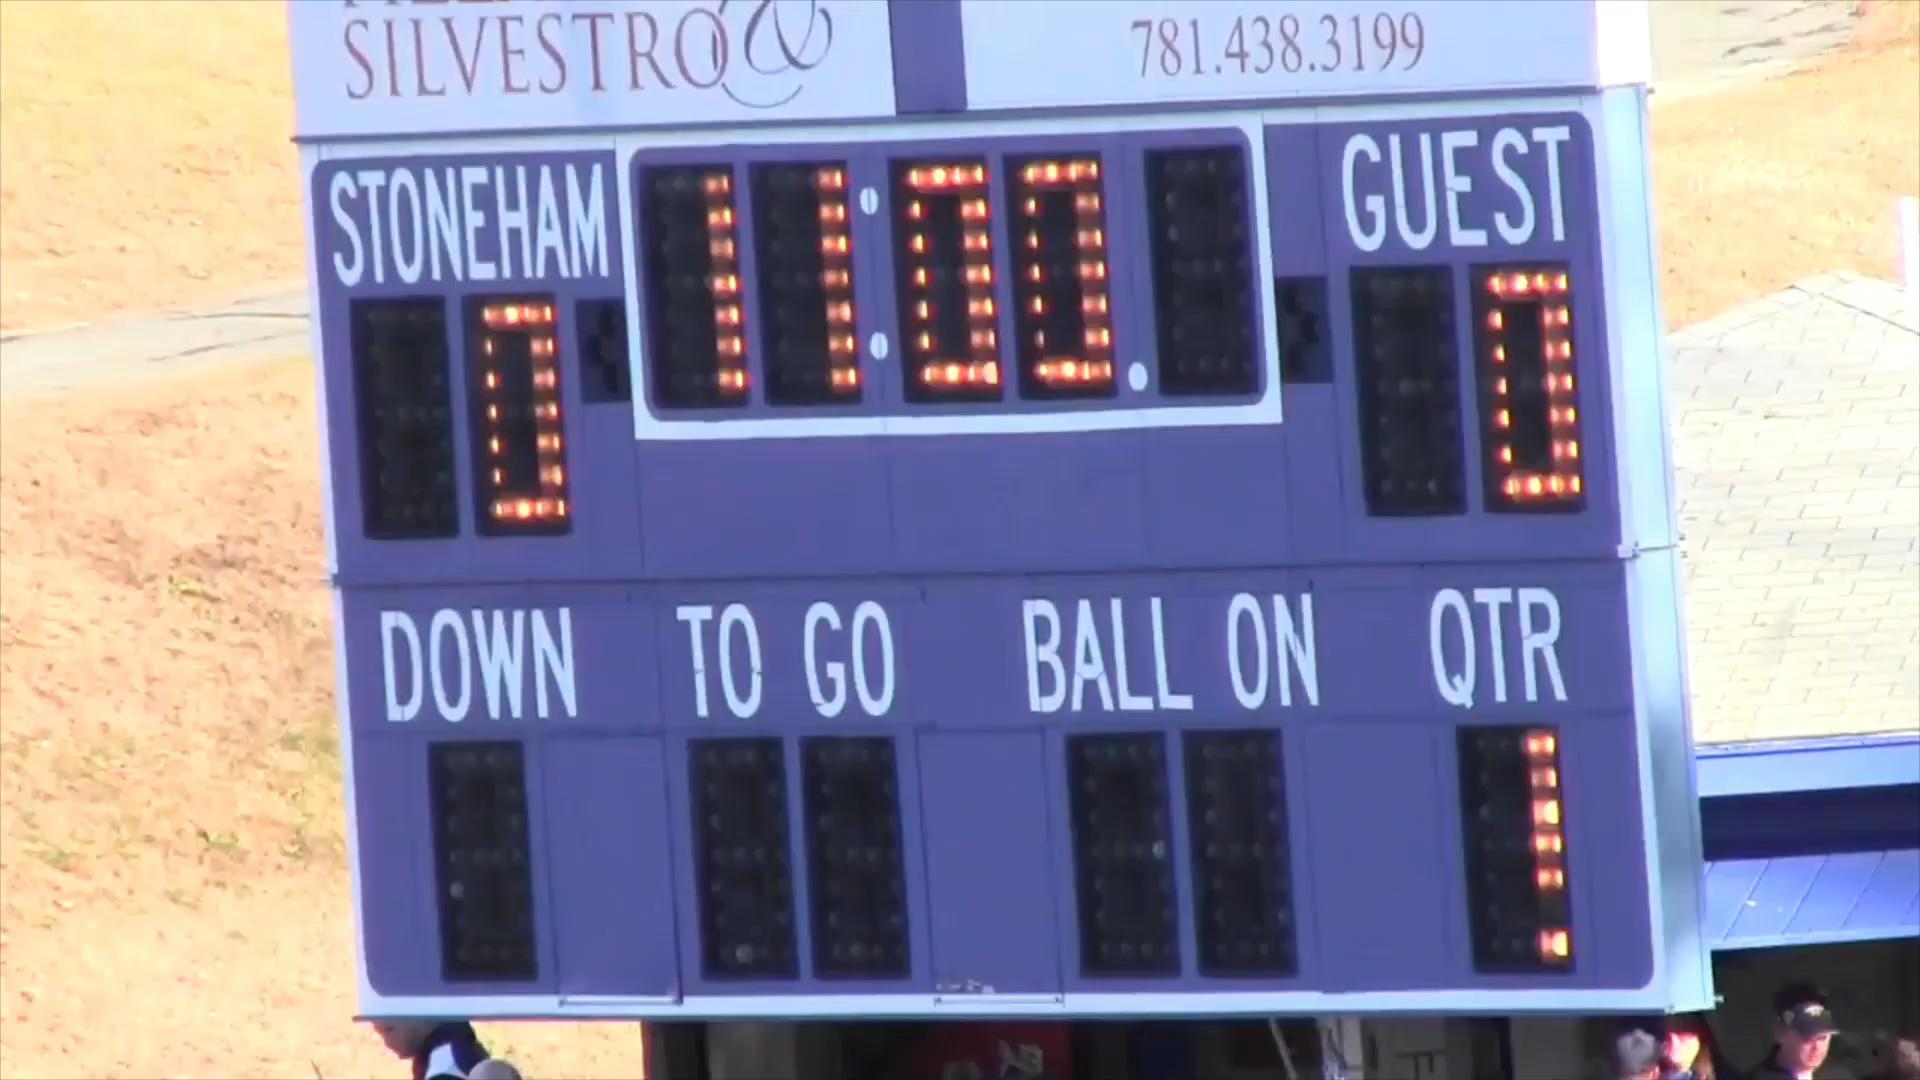 SILVESTRO &
781.438.3199
STONEHAM
11:00.
GUEST
0
0
DOWN TO GO BALL ON QTR
1